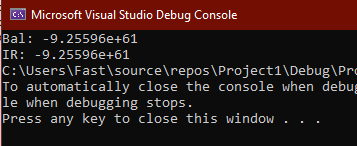 Microsoft Visual Studio Debug Console
Bal: -9.25596e+61
IR: -9.25596e+61
C:\Users\Fast\source\repos\Project1\Debug\Pro
To automatically close the console when debug
le when debugging stops.
Press any key to close this window . . .